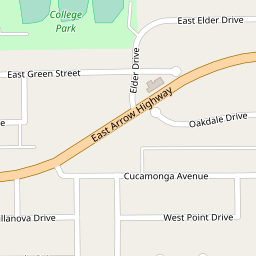 College
Park
East Elder Drive
East Green Street
Elder Drive
East Arrow Highway
Oakdale Drive
Cucamonga Avenue
West Point Drive